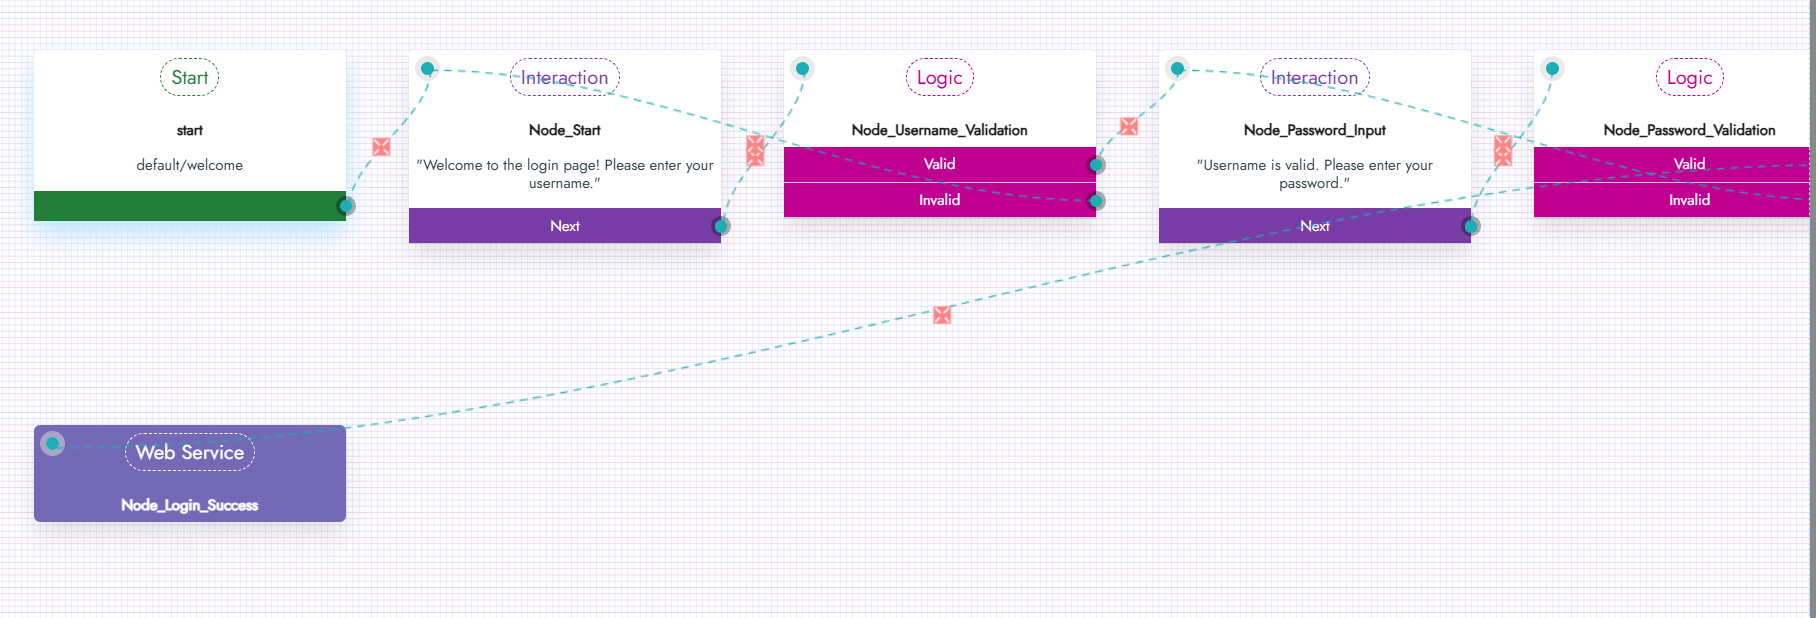 Start
start
default/welcome
Interaction
Node_Start
"Welcome to the login page! Please enter your
username."
Next
Logic
Node_Username_Validation
Valid
Invalid
Interaction
Node_Password_Input
"Username is valid. Please enter your
password."
Next
Logic
Node_Password_Validation
Valid
Invalid
Web Service
Node_Login_Success